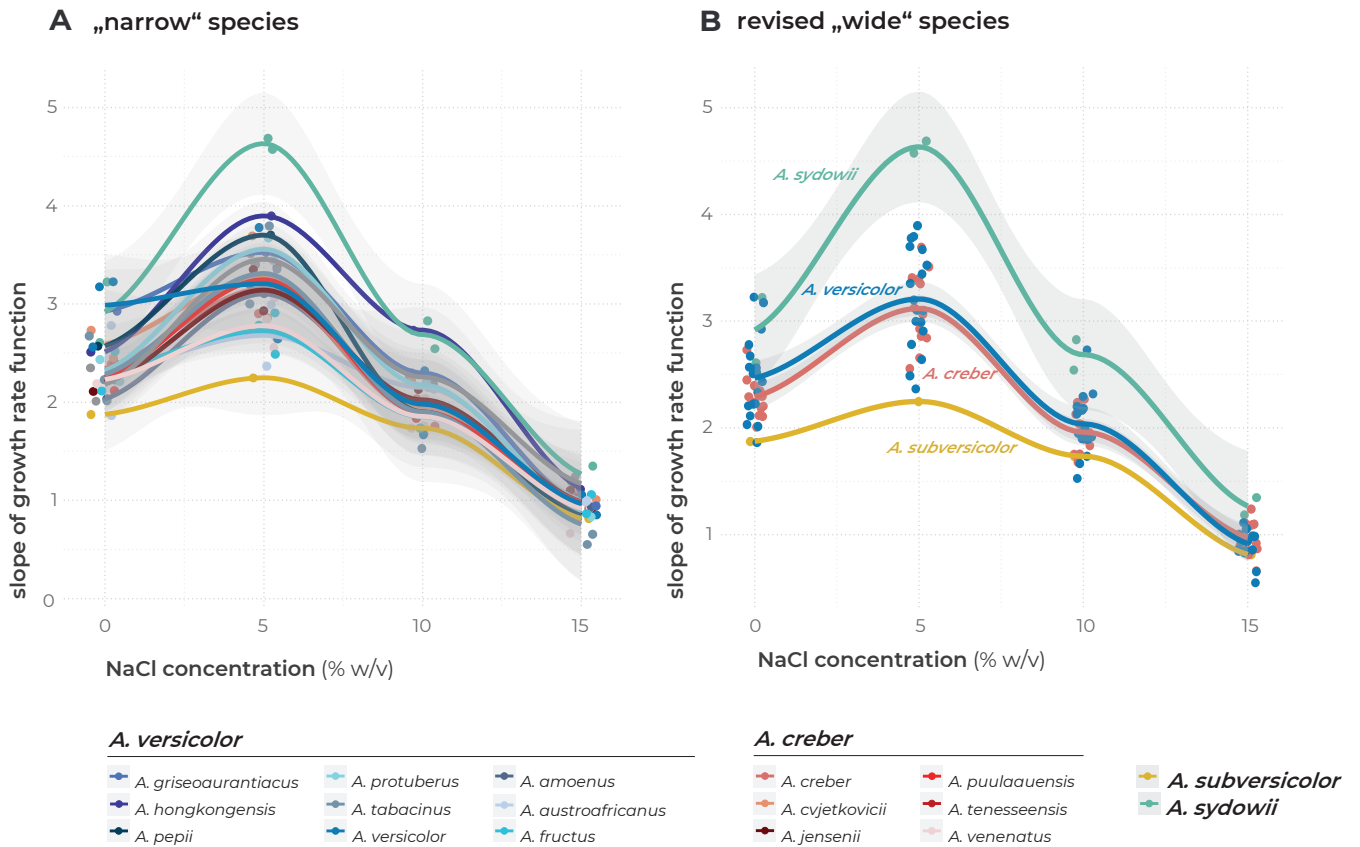 A „narrow“ species
5
4
3
2
1
0
slope of growth rate function
0 5 10 15
NaCl concentration (% w/v)
B revised „wide“ species
5
4
3
2
1
slope of growth rate function
A. sydowii
A. versicolor
A. creber
A. subversicolor
0 5 10 15
NaCl concentration (% w/v)
A. versicolor
A. griseoaurantiacus A. protuberus A. amoenus
A. hongkongensis A. tabacinus A. austroafricanus
A. pepii A. versicolor A. fructus
A. creber
A. creber A. puulaauensis
A. cvjetkovicii A. tenesseensis
A. jensenii A. venenatus
A. subversicolor
A. sydowii